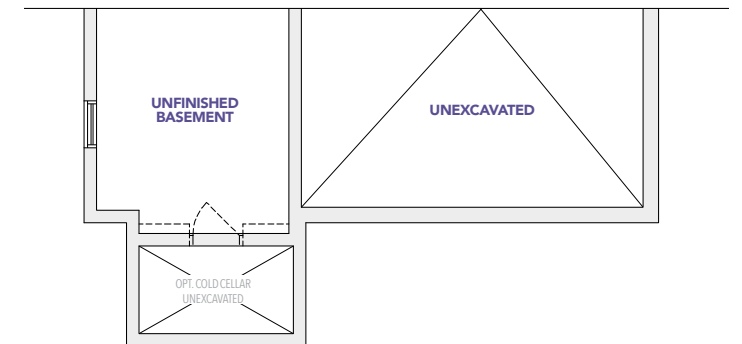 UNFINISHED
BASEMENT
UNEXCAVATED
OPT. COLD CELLAR
UNEXCAVATED